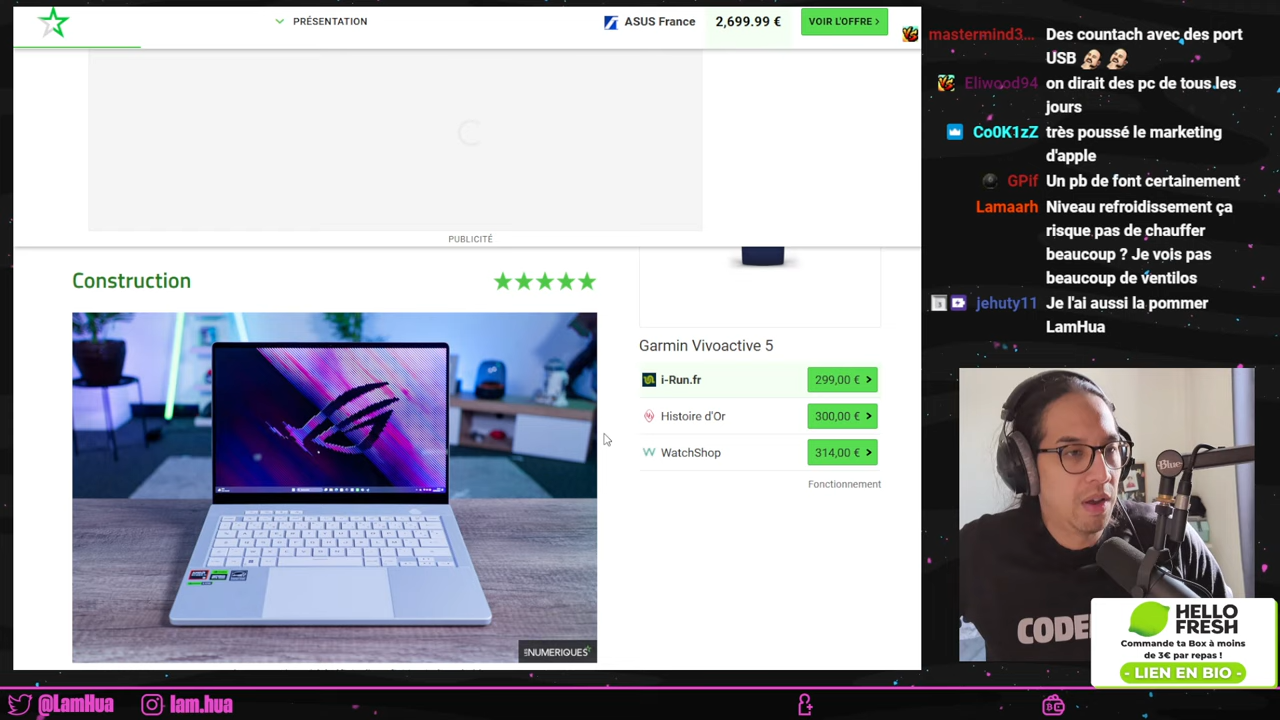 PRÉSENTATION
ASUS France
2,699.99 €
VOIR L'OFFRE
PUBLICITÉ
Construction
NUMERIQUES
Garmin Vivoactive 5
i-Run.fr
299,00 €
Histoire d'Or
300,00 €
WatchShop
314,00 €
Fonctionnement
mastermind3... Des countach avec des port
USB
Eliwood94 on dirait des pc de tous les
jours
Co0K1zZ très poussé le marketing
d'apple
GPif Un pb de font certainement
Lamaarh Niveau refroidissement ça
risque pas de chauffer
beaucoup ? Je vois pas
beaucoup de ventilos
jehuty11 Je l'ai aussi la pommer
LamHua
Blue
CODE
HELLO
FRESH
Commande ta Box à moins
de 3€ par repas !
- LIEN EN BIO -
@LamHua
lam.hua